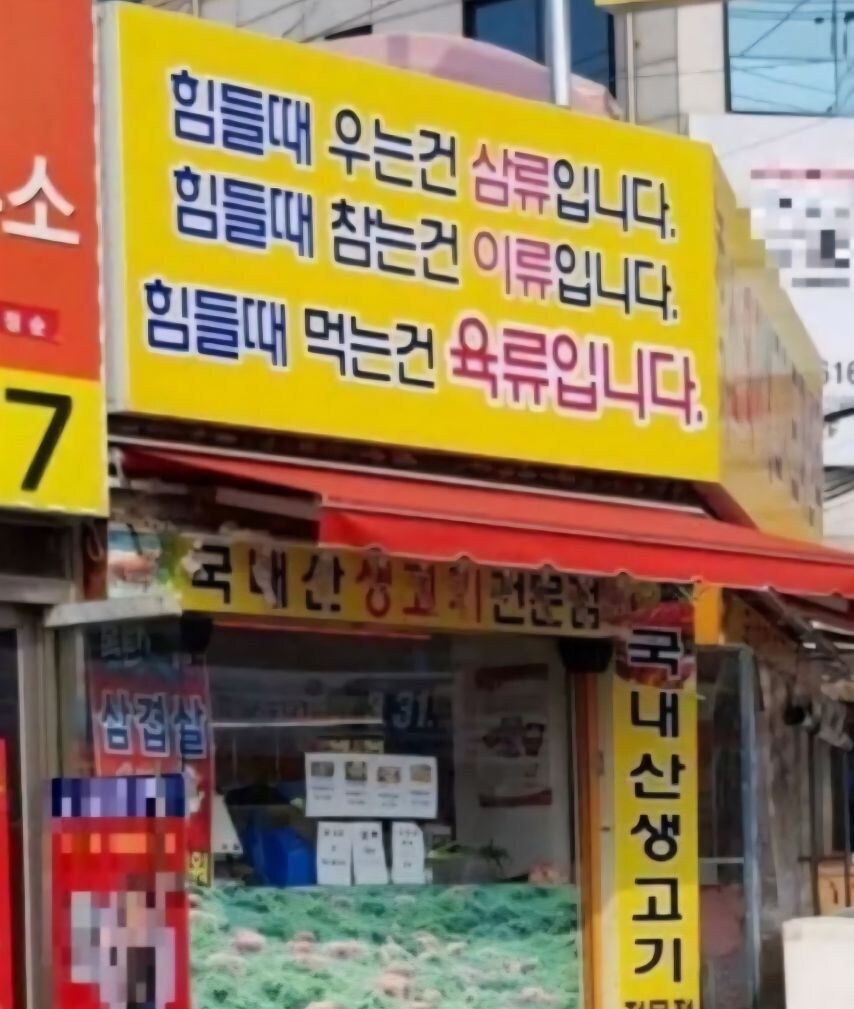 힘들때 우는건 삼류입니다.
힘들때 참는건 이류입니다.
힘들때 먹는건 육류입니다.
소
7
국내산생고기전문점
삼겹살
31
국내산생고기